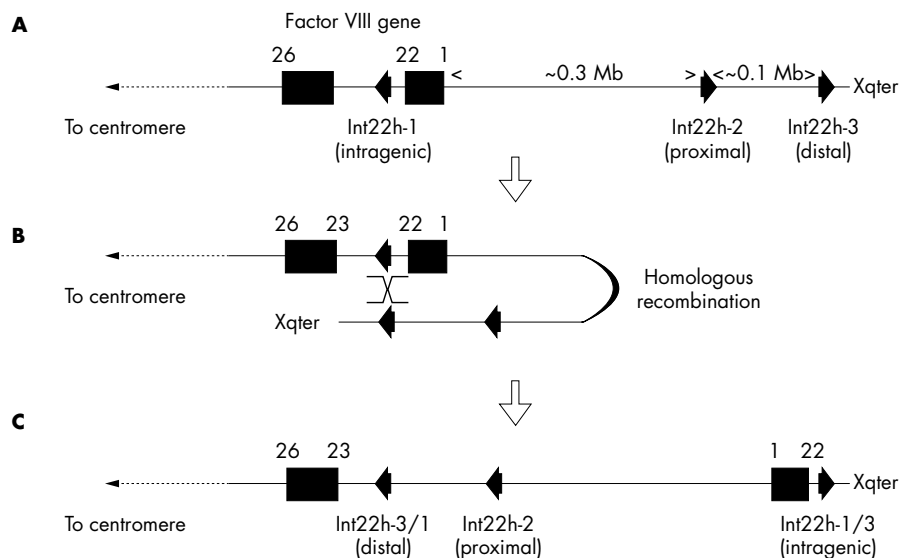 A
Factor VIII gene
26 22 1
< ~0.3 Mb > <~0.1 Mb>
Xqter
To centromere
Int22h-1
(intragenic)
Int22h-2
(proximal)
Int22h-3
(distal)
B
26 23 22 1
To centromere
Homologous
recombination
Xqter
C
26 23 1 22
Xqter
To centromere
Int22h-3/1
(distal)
Int22h-2
(proximal)
Int22h-1/3
(intragenic)